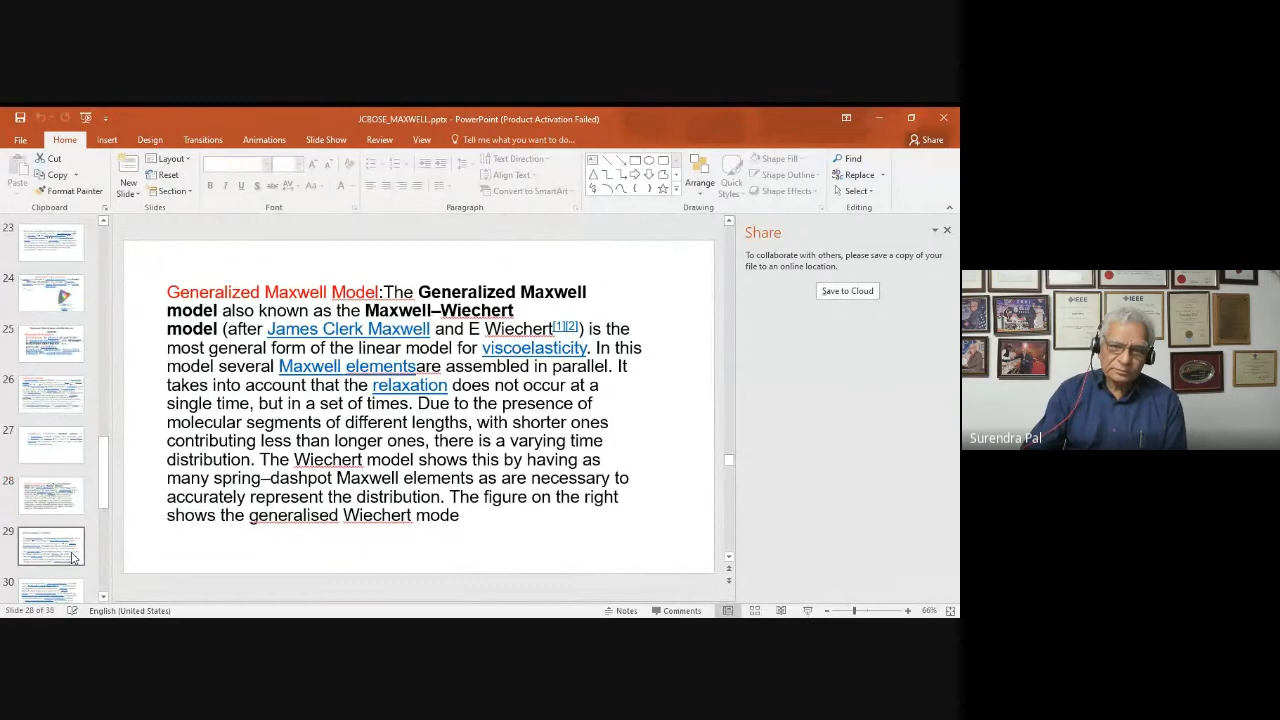 JCBOSE_MAXWELL.pptx - PowerPoint (Product Activation Failed)
File Home Insert Design Transitions Animations Slide Show Review View Tell me what you want to do... Share
Paste
Cut
Copy
Format Painter
Clipboard
New
Slide
Layout
Reset
Section
Slides
B I U S abc AV Aa A
Font
Text Direction
Align Text
Convert to SmartArt
Paragraph
Arrange
Quick
Styles
Shape Fill
Shape Outline
Shape Effects
Drawing
Find
Replace
Select
Editing
23
24
25
26
27
28
29
30
Generalized Maxwell Model:The Generalized Maxwell
model also known as the Maxwell–Wiechert
model (after James Clerk Maxwell and E Wiechert[1][2]) is the
most general form of the linear model for viscoelasticity. In this
model several Maxwell elementsare assembled in parallel. It
takes into account that the relaxation does not occur at a
single time, but in a set of times. Due to the presence of
molecular segments of different lengths, with shorter ones
contributing less than longer ones, there is a varying time
distribution. The Wiechert model shows this by having as
many spring–dashpot Maxwell elements as are necessary to
accurately represent the distribution. The figure on the right
shows the generalised Wiechert mode
Share
To collaborate with others, please save a copy of your
file to an online location.
Save to Cloud
Slide 28 of 38 English (United States) Notes Comments 66%
IEEE IEEE
Surendra Pal